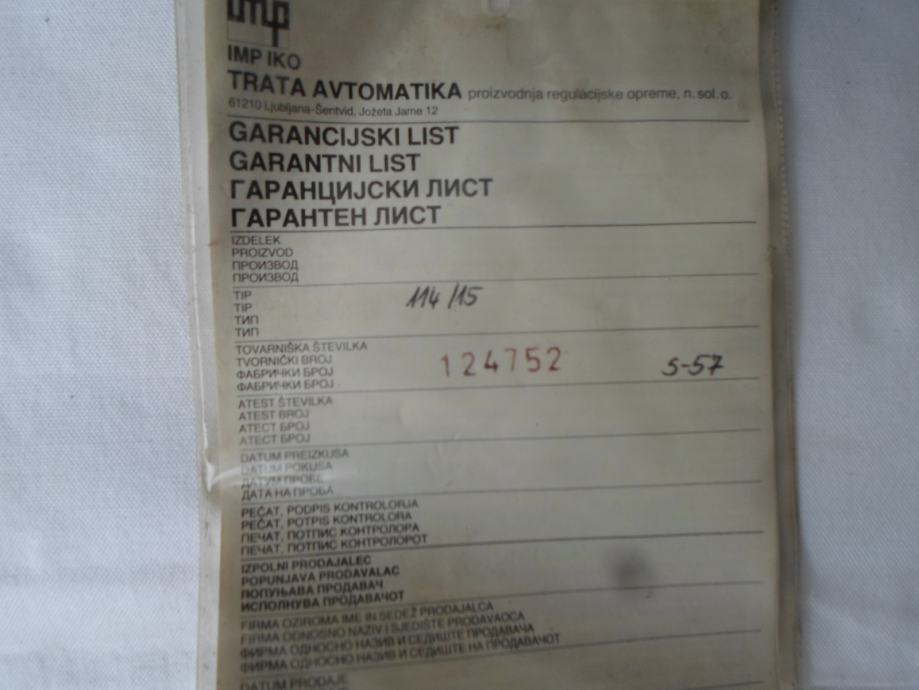 imp
IMP IKO
TRATA AVTOMATIKA proizvodnja regulacijske opreme, n. sol. o.
61210 Ljubljana-Šentvid, Jožeta Jame 12
GARANCIJSKI LIST
GARANTNI LIST
ГАРАНЦИЈСКИ ЛИСТ
ГАРАНТЕН ЛИСТ
IZDELEK
PROIZVOD
ПРОИЗВОД
ПРОИЗВОД
TIP
TIP 114/15
ТИП
ТИП
TOVARNIŠKA ŠTEVILKA
TVORNIČKI BROJ 124752 S-57
ФАБРИЧКИ БРОЈ
ФАБРИЧКИ БРОЈ
ATEST ŠTEVILKA
ATEST BROJ
АТЕСТ БРОЈ
АТЕСТ БРОЈ
DATUM PREIZKUSA
DATUM POKUSA
ДАТУМ ПРОБЕ
ДАТА НА ПРОБА
PEČAT, PODPIS KONTROLORJA
PEČAT, POTPIS KONTROLORA
ПЕЧАТ, ПОТПИС КОНТРОЛОРА
ПЕЧАТ, ПОТПИС КОНТРОЛОРОТ
IZPOLNI PRODAJALEC
POPUNJAVA PRODAVALAC
ПОПУЊАВА ПРОДАВАЧ
ИСПОЛНУВА ПРОДАВАЧОТ
FIRMA OZIROMA IME IN SEDEŽ PRODAJALCA
FIRMA ODNOSNO NAZIV I SJEDIŠTE PRODAVAOCA
ФИРМА ОДНОСНО НАЗИВ И СЕДИШТЕ ПРОДАВАЧА
ФИРМА ОДНОСНО НАЗИВ И СЕДИШТЕ НА ПРОДАВАЧОТ
DATUM PRODAJE